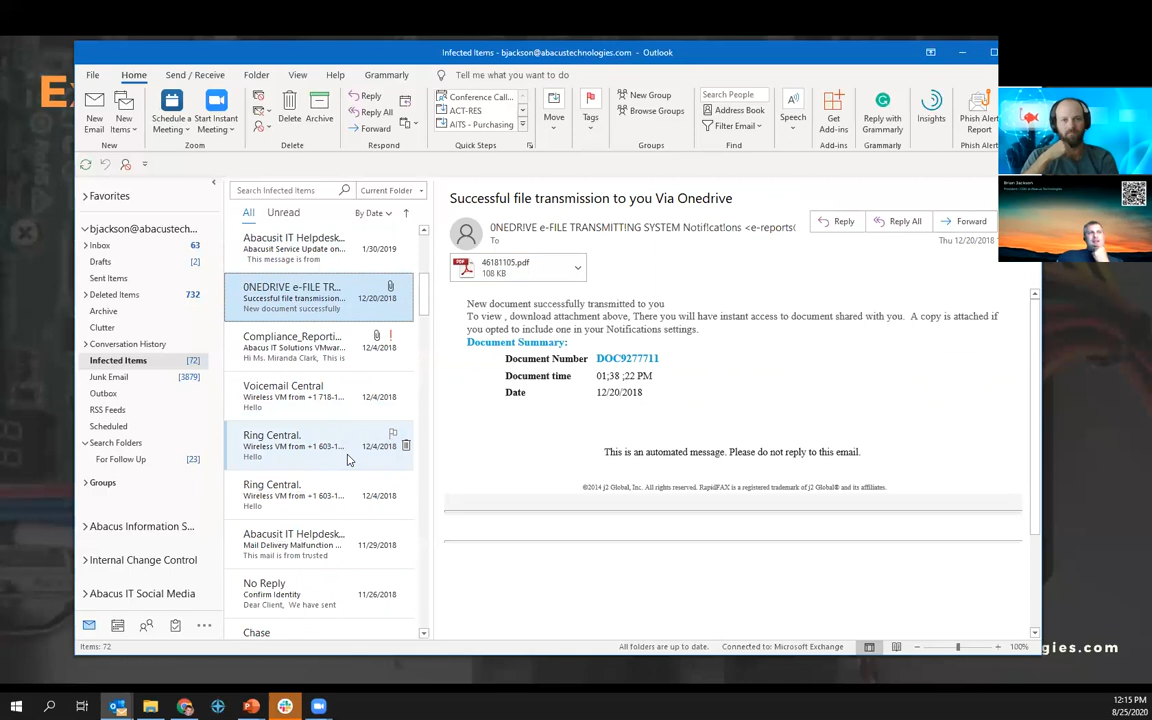 Infected Items - bjackson@abacustechnologies.com - Outlook
File Home Send / Receive Folder View Help Grammarly Tell me what you want to do
New Email
New Items
New
Schedule a Meeting
Start Instant Meeting
Zoom
Delete
Archive
Delete
Reply
Reply All
Forward
Respond
Conference Call...
ACT-RES
AITS - Purchasing
Quick Steps
Move
Tags
New Group
Browse Groups
Groups
Search People
Address Book
Filter Email
Find
Speech
Get Add-ins
Add-ins
Reply with Grammarly
Grammarly
Insights
Phish Alert Report
Phish Alert
Brian Jackson
Favorites
bjackson@abacustech...
Inbox 63
Drafts [2]
Sent Items
Deleted Items 732
Archive
Clutter
Conversation History
Infected Items [72]
Junk Email [3879]
Outbox
RSS Feeds
Scheduled
Search Folders
For Follow Up [23]
Groups
Abacus Information S...
Internal Change Control
Abacus IT Social Media
Search Infected Items
Current Folder
All Unread By Date
Abacusit IT Helpdesk...
Abacusit Service Update on... 1/30/2019
This message is from
0NEDRIVE e-FILE TR...
Successful file transmission... 12/20/2018
New document successfully
Compliance_Reporti...
Abacus IT Solutions VMwar... 12/4/2018
Hi Ms. Miranda Clark, This is
Voicemail Central
Wireless VM from +1 718-1... 12/4/2018
Hello
Ring Central.
Wireless VM from +1 603-1... 12/4/2018
Hello
Ring Central.
Wireless VM from +1 603-1... 12/4/2018
Hello
Abacusit IT Helpdesk...
Mail Delivery Malfunction ... 11/29/2018
This mail is from trusted
No Reply
Confirm Identity 11/26/2018
Dear Client, We have sent
Chase
Successful file transmission to you Via Onedrive
0NEDRIVE e-FILE TRANSMITTING SYSTEM Notifications <e-reports(
To
Reply Reply All Forward
Thu 12/20/2018
46181105.pdf
108 KB
New document successfully transmitted to you
To view , download attachment above, There you will have instant access to document shared with you. A copy is attached if
you opted to include one in your Notifications settings.
Document Summary:
Document Number DOC9277711
Document time 01;38 ;22 PM
Date 12/20/2018
This is an automated message. Please do not reply to this email.
©2014 j2 Global, Inc. All rights reserved. RapidFAX is a registered trademark of j2 Global® and its affiliates.
Items: 72
All folders are up to date. Connected to: Microsoft Exchange 100%
gies.com
12:15 PM
8/25/2020